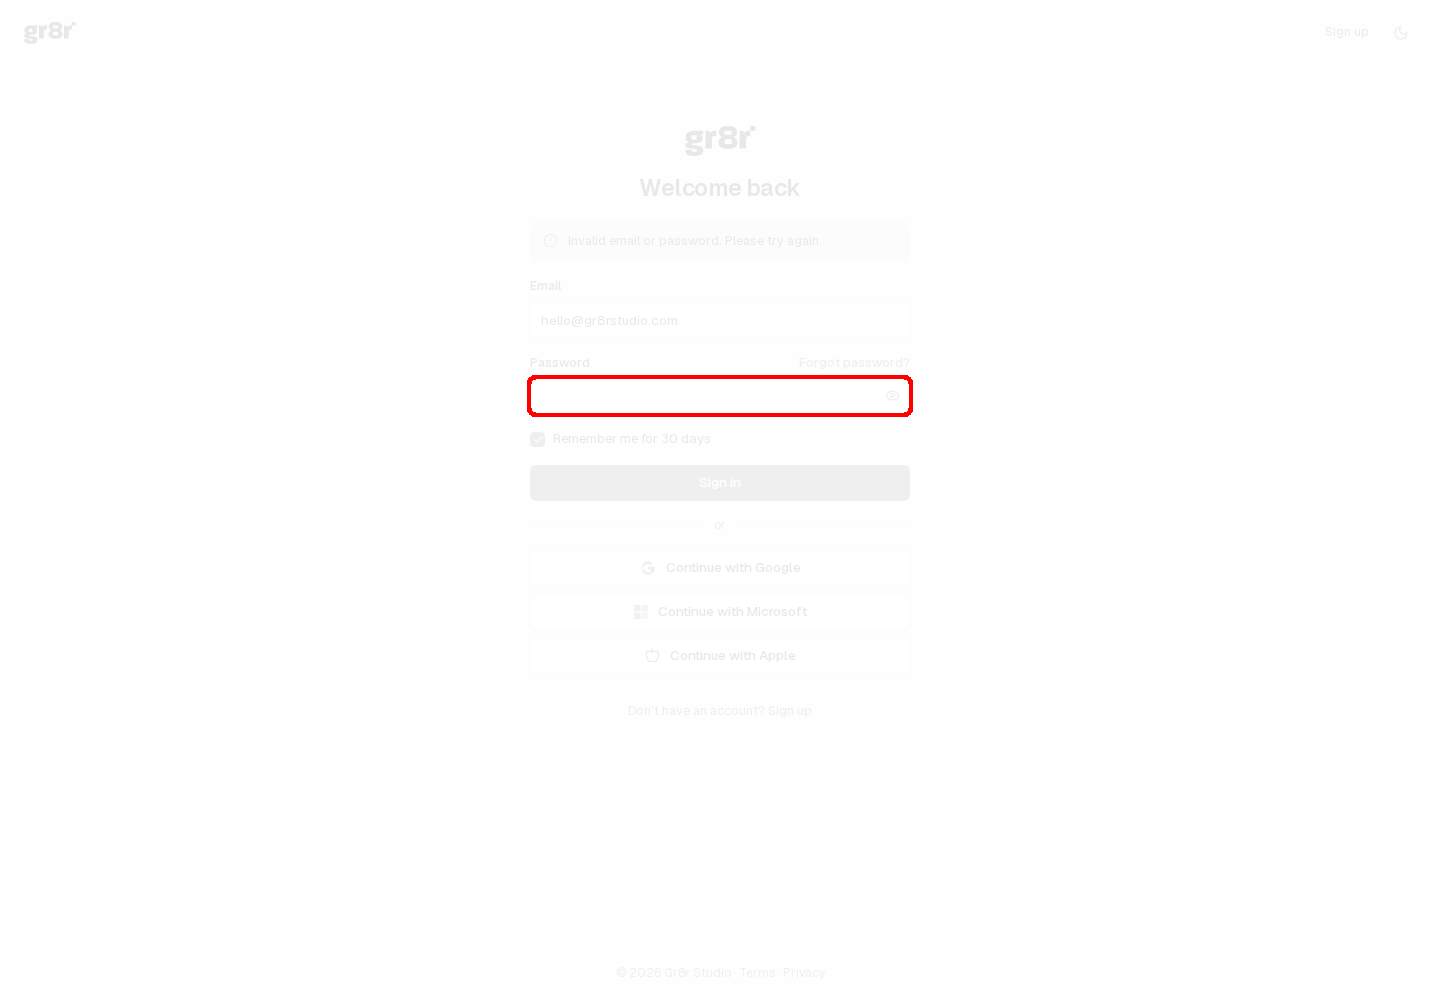 gr8r
Sign up
gr8r
Welcome back
Invalid email or password. Please try again.
Email
hello@gr8rstudio.com
Password
Forgot password?
Remember me for 30 days
Sign in
or
Continue with Google
Continue with Microsoft
Continue with Apple
Don't have an account? Sign up
© 2026 Gr8r Studio · Terms · Privacy